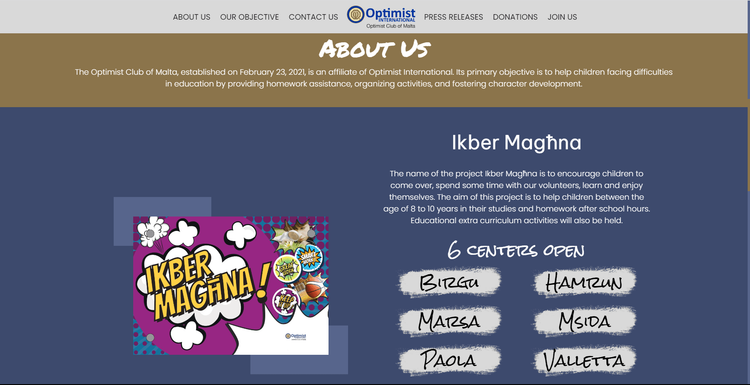 ABOUT US
OUR OBJECTIVE
CONTACT US
Optimist
INTERNATIONAL
Optimist Club of Malta
PRESS RELEASES
DONATIONS
JOIN US
About Us
The Optimist Club of Malta, established on February 23, 2021, is an affiliate of Optimist International. Its primary objective is to help children facing difficulties
in education by providing homework assistance, organizing activities, and fostering character development.
Ikber Magħna
The name of the project Ikber Magħna is to encourage children to
come over, spend some time with our volunteers, learn and enjoy
themselves. The aim of this project is to help children between the
age of 8 to 10 years in their studies and homework after school hours.
Educational extra curriculum activities will also be held.
IKBER
MAGĦNA!
Optimist
6 centers open
Birgu
Hamrun
Marsa
Msida
Paola
Valletta